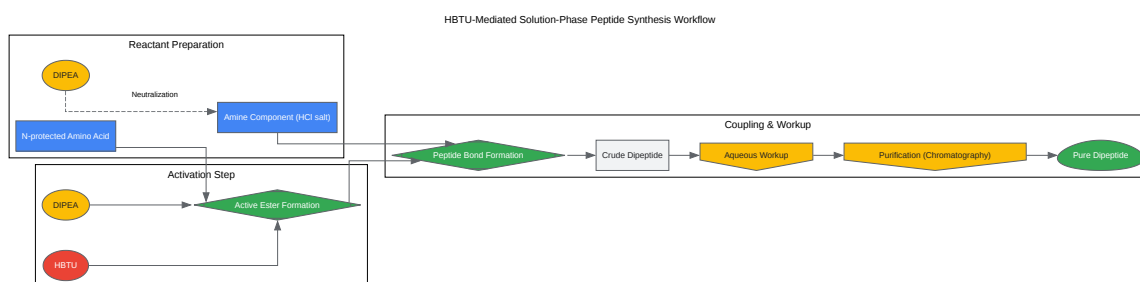 HBTU-Mediated Solution-Phase Peptide Synthesis Workflow
Reactant Preparation
DIPEA
Neutralization
Amine Component (HCl salt)
N-protected Amino Acid
Activation Step
DIPEA
Active Ester Formation
HBTU
Coupling & Workup
Peptide Bond Formation
Crude Dipeptide
Aqueous Workup
Purification (Chromatography)
Pure Dipeptide